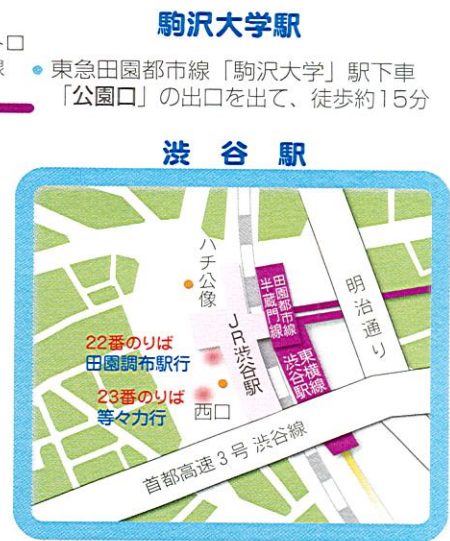 駒沢大学駅
ト口
線
● 東急田園都市線「駒沢大学」駅下車
「公園口」の出口を出て、徒歩約15分
渋谷駅
ハチ公像
田園都市線
半蔵門線
明治通り
JR渋谷駅
22番のりば
田園調布駅行
東横線
渋谷駅
23番のりば
等々力行
西口
首都高速3号 渋谷線